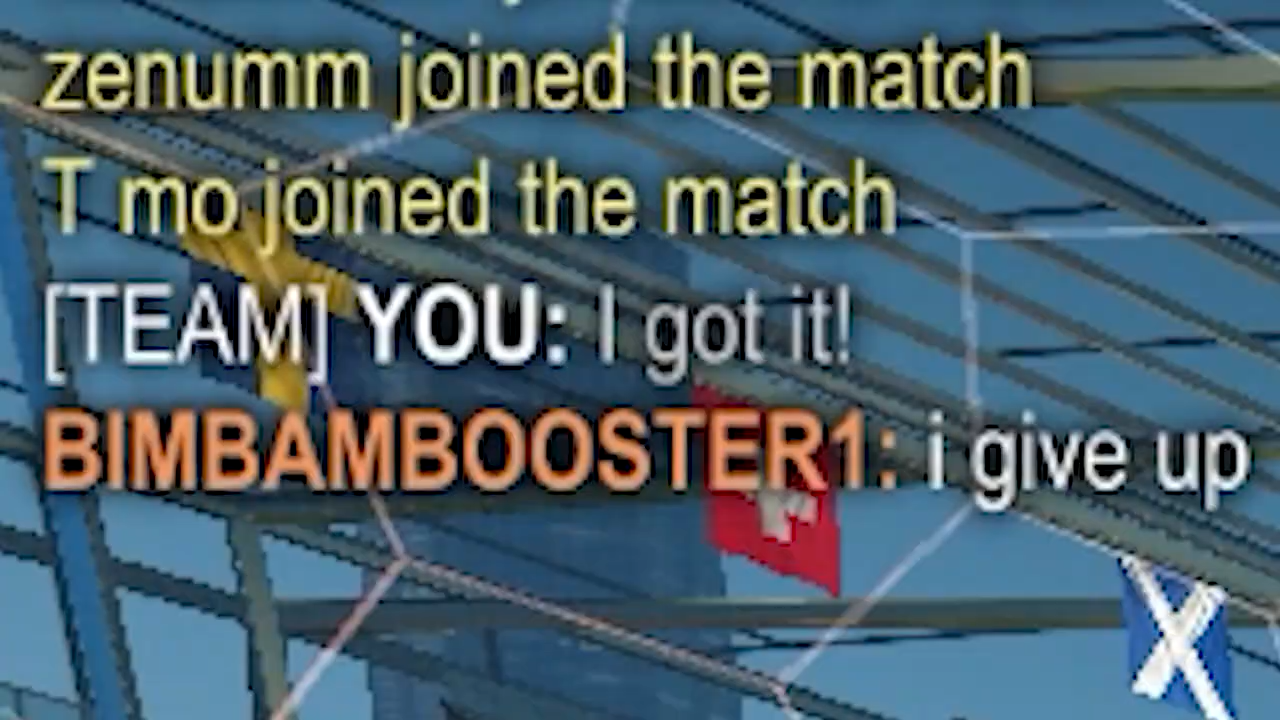 zenumm joined the match
T mo joined the match
[TEAM] YOU: I got it!
BIMBAMBOOSTER1: i give up